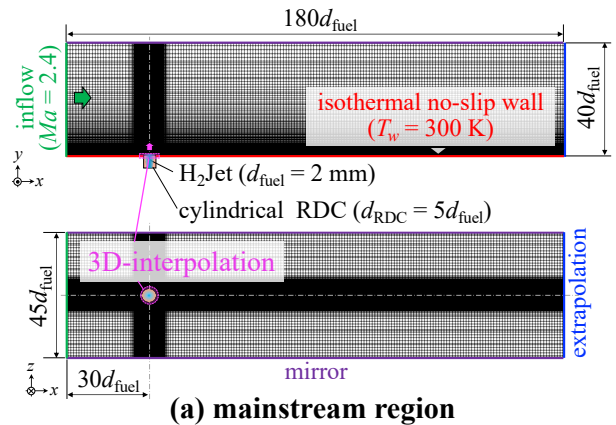 180d_fuel
inflow
(Ma = 2.4)
isothermal no-slip wall
(T_w = 300 K)
40d_fuel
y
x
H₂Jet (d_fuel = 2 mm)
cylindrical RDC (d_RDC = 5d_fuel)
3D-interpolation
45d_fuel
extrapolation
z
x
30d_fuel
mirror
(a) mainstream region